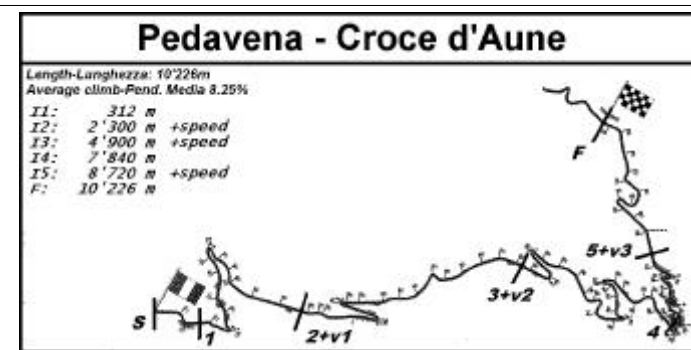 Pedavena - Croce d'Aune
Length-Langhezza: 10'226m
Average climb-Pend. Media 8.25%
I1: 312 m
I2: 2'300 m +speed
I3: 4'900 m +speed
I4: 7'840 m
I5: 8'720 m +speed
F: 10'226 m
F
5+v3
3+v2
4
S
1
2+v1